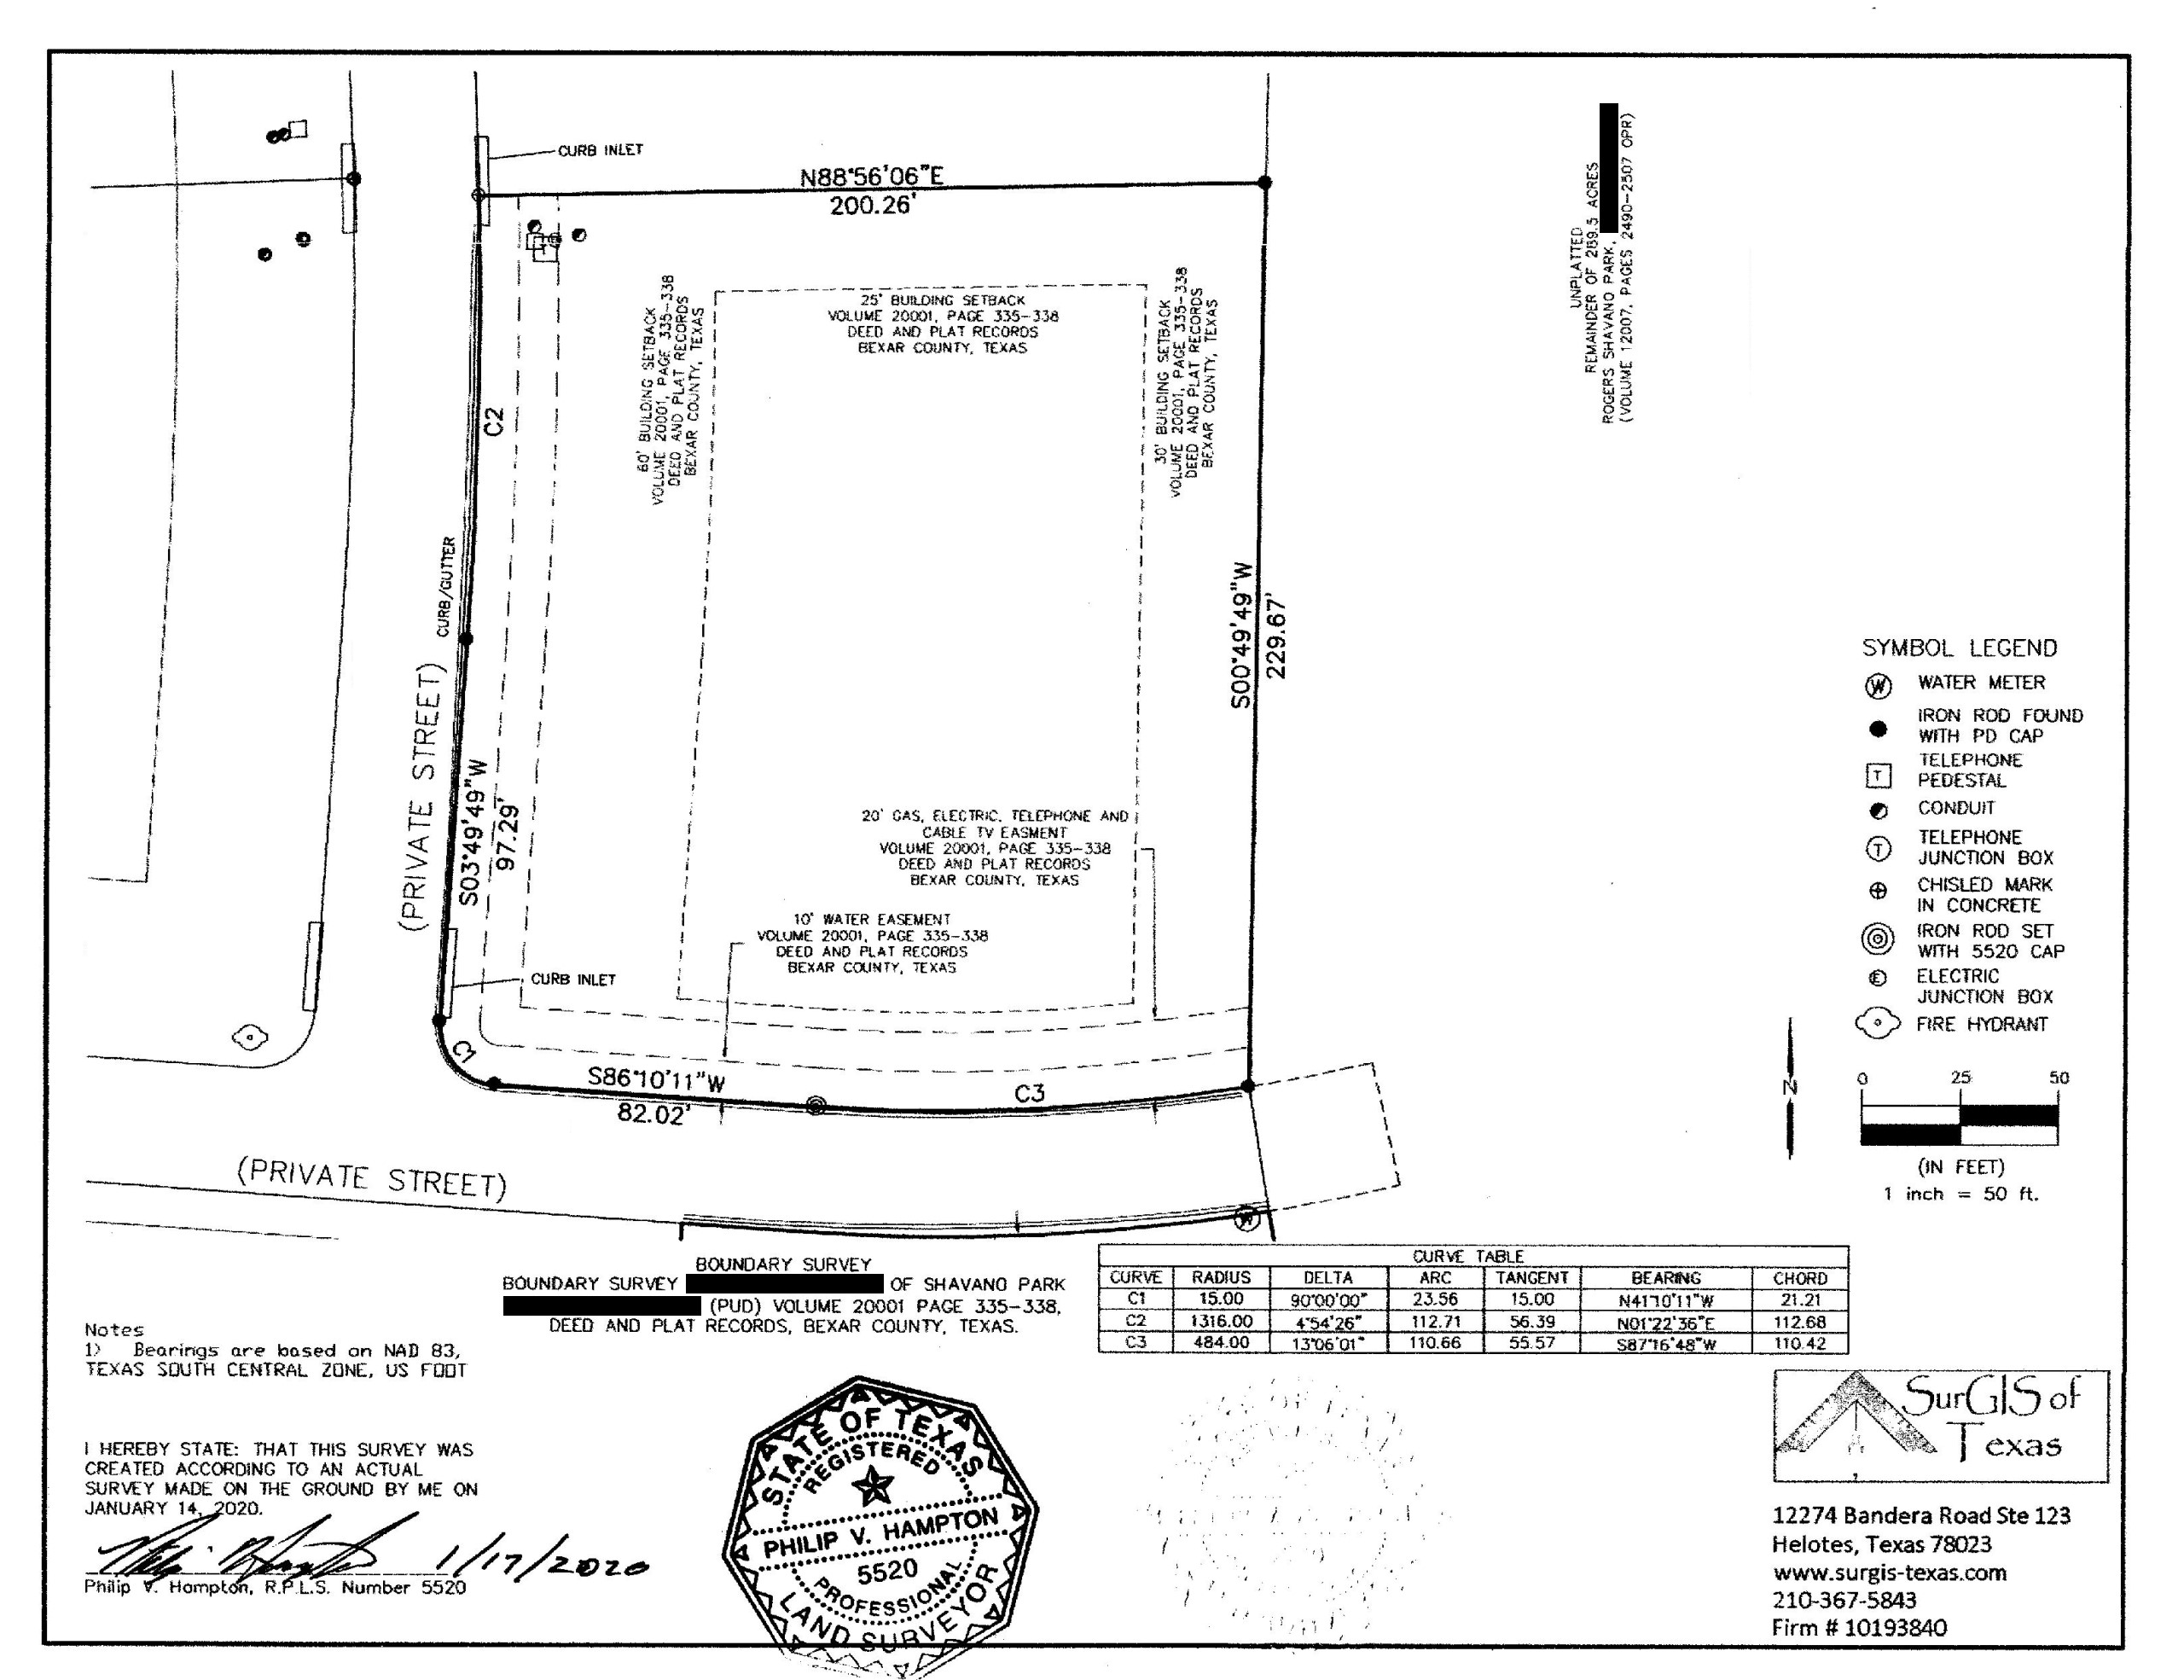 CURB INLET
N88°56'06"E
200.26'
UNPLATTED
REMAINDER OF 289.5 ACRES
ROGERS SHAVANO PARK,
(VOLUME 12007, PAGES 2490-2507 OPR)
60' BUILDING SETBACK
VOLUME 20001, PAGE 335-338
DEED AND PLAT RECORDS
BEXAR COUNTY, TEXAS
25' BUILDING SETBACK
VOLUME 20001, PAGE 335-338
DEED AND PLAT RECORDS
BEXAR COUNTY, TEXAS
30' BUILDING SETBACK
VOLUME 20001, PAGE 335-338
DEED AND PLAT RECORDS
BEXAR COUNTY, TEXAS
C2
CURB/GUTTER
(PRIVATE STREET)
S03°49'49"W
97.29'
S00°49'49"W
229.67'
20' GAS, ELECTRIC, TELEPHONE AND
CABLE TV EASMENT
VOLUME 20001, PAGE 335-338
DEED AND PLAT RECORDS
BEXAR COUNTY, TEXAS
10' WATER EASEMENT
VOLUME 20001, PAGE 335-338
DEED AND PLAT RECORDS
BEXAR COUNTY, TEXAS
CURB INLET
C1
S86°10'11"W
82.02'
C3
(PRIVATE STREET)
W
SYMBOL LEGEND
W WATER METER
IRON ROD FOUND
WITH PD CAP
T TELEPHONE
PEDESTAL
CONDUIT
T TELEPHONE
JUNCTION BOX
CHISLED MARK
IN CONCRETE
IRON ROD SET
WITH 5520 CAP
E ELECTRIC
JUNCTION BOX
FIRE HYDRANT
N
0 25 50
(IN FEET)
1 inch = 50 ft.
BOUNDARY SURVEY
BOUNDARY SURVEY OF SHAVANO PARK
(PUD) VOLUME 20001 PAGE 335-338,
DEED AND PLAT RECORDS, BEXAR COUNTY, TEXAS.
CURVE TABLE
CURVE RADIUS DELTA ARC TANGENT BEARING CHORD
C1 15.00 90°00'00" 23.56 15.00 N41°10'11"W 21.21
C2 1316.00 4°54'26" 112.71 56.39 N01°22'36"E 112.68
C3 484.00 13°06'01" 110.66 55.57 S87°16'48"W 110.42
Notes
1) Bearings are based on NAD 83,
TEXAS SOUTH CENTRAL ZONE, US FOOT
I HEREBY STATE: THAT THIS SURVEY WAS
CREATED ACCORDING TO AN ACTUAL
SURVEY MADE ON THE GROUND BY ME ON
JANUARY 14, 2020.
1/17/2020
Philip V. Hampton, R.P.L.S. Number 5520
STATE OF TEXAS
REGISTERED
PHILIP V. HAMPTON
5520
PROFESSIONAL
LAND SURVEYOR
SurGIS of
Texas
12274 Bandera Road Ste 123
Helotes, Texas 78023
www.surgis-texas.com
210-367-5843
Firm # 10193840